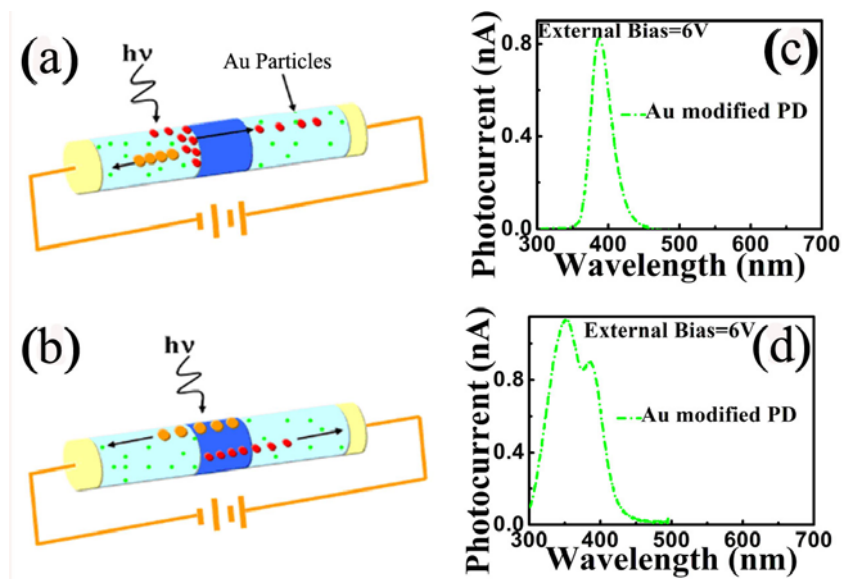 (a)
hν
Au Particles
(b)
hν
(c)
External Bias=6V
Au modified PD
Photocurrent (nA)
0.8
0.4
0.0
300 400 500 600 700
Wavelength (nm)
(d)
External Bias=6V
Au modified PD
Photocurrent (nA)
0.8
0.4
0.0
300 400 500 600 700
Wavelength (nm)